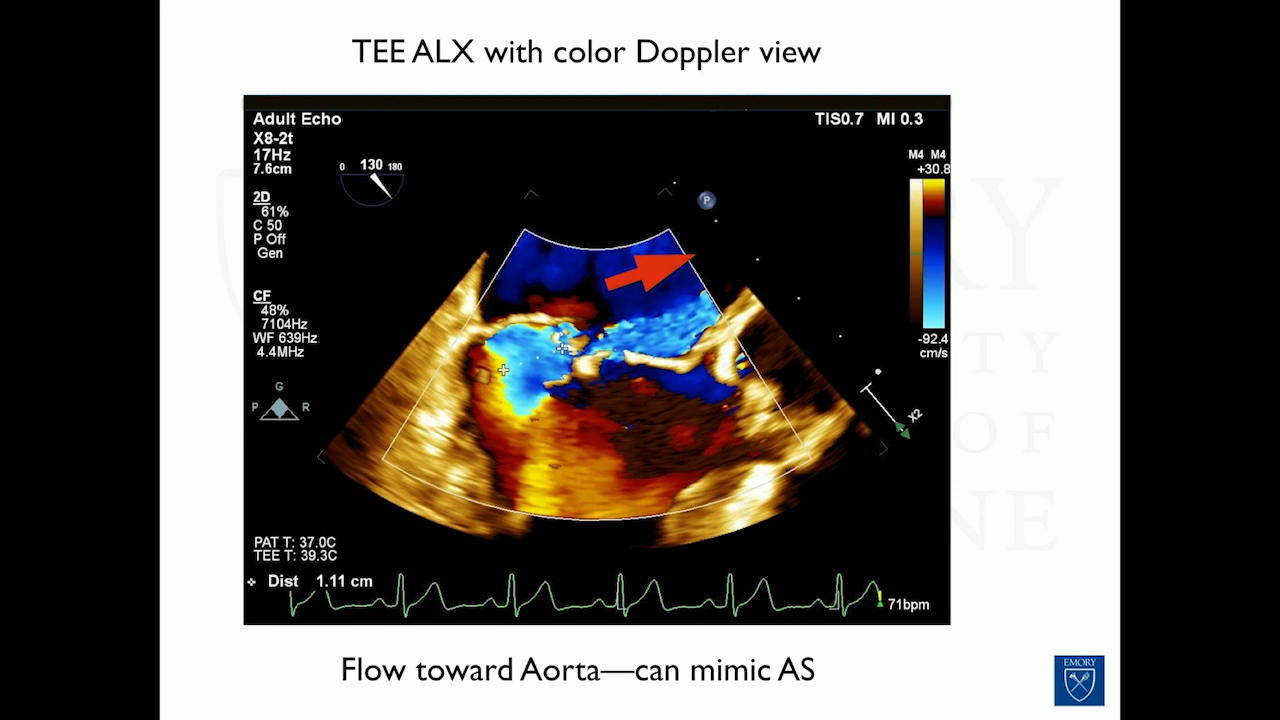 TEE ALX with color Doppler view
Adult Echo
TIS0.7 MI 0.3
X8-2t
17Hz
7.6cm
0 130 180
M4 M4
+30.8
P
2D
61%
C 50
P Off
Gen
CF
48%
7104Hz
WF 639Hz
4.4MHz
-92.4
cm/s
G
P R
x2
PAT T: 37.0C
TEE T: 39.3C
Dist 1.11 cm
71bpm
Flow toward Aorta—can mimic AS
EMORY